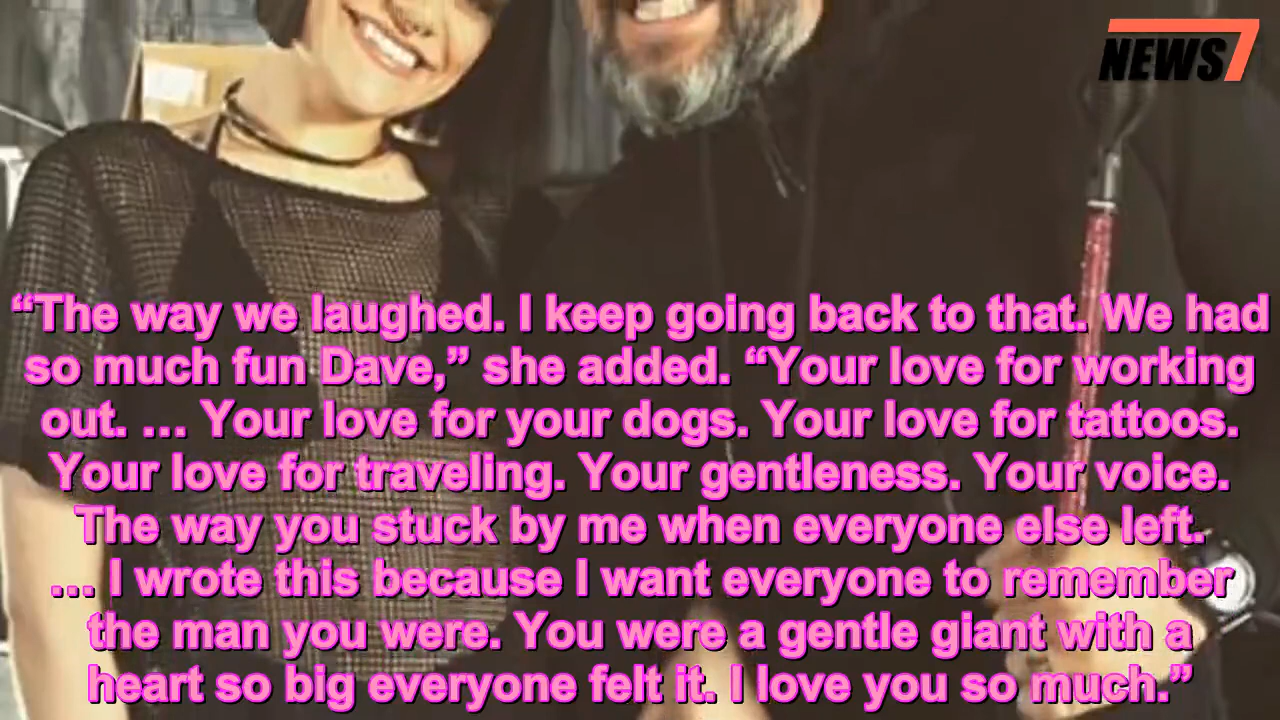 NEWS7
“The way we laughed. I keep going back to that. We had
so much fun Dave,” she added. “Your love for working
out. … Your love for your dogs. Your love for tattoos.
Your love for traveling. Your gentleness. Your voice.
The way you stuck by me when everyone else left.
… I wrote this because I want everyone to remember
the man you were. You were a gentle giant with a
heart so big everyone felt it. I love you so much.”